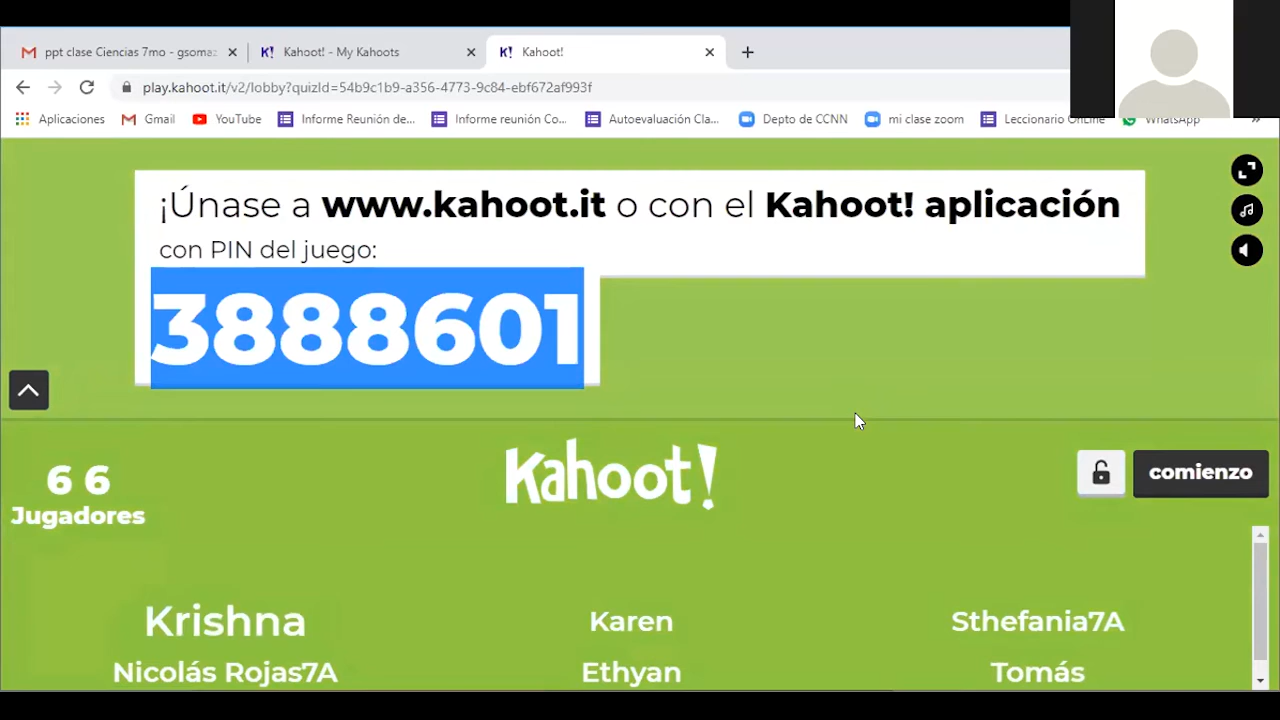 ppt clase Ciencias 7mo - gsomaz
Kahoot! - My Kahoots
Kahoot!
play.kahoot.it/v2/lobby?quizId=54b9c1b9-a356-4773-9c84-ebf672af993f
Aplicaciones
Gmail
YouTube
Informe Reunión de...
Informe reunión Co...
Autoevaluación Cla...
Depto de CCNN
mi clase zoom
Leccionario OnLine
WhatsApp
¡Únase a www.kahoot.it o con el Kahoot! aplicación
con PIN del juego:
3888601
6 6
Jugadores
Kahoot!
comienzo
Krishna
Karen
Sthefania7A
Nicolás Rojas7A
Ethyan
Tomás